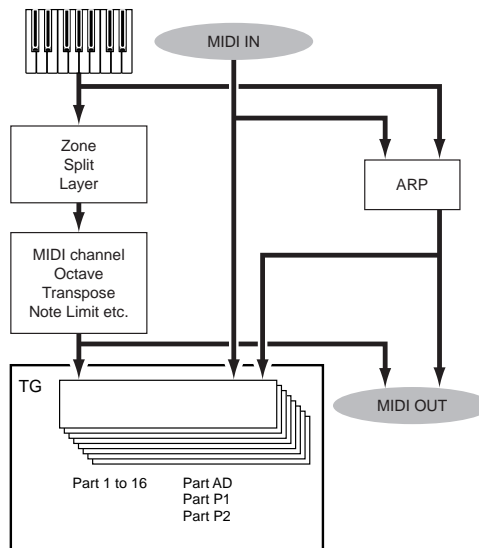 MIDI IN
Zone
Split
Layer
ARP
MIDI channel
Octave
Transpose
Note Limit etc.
TG
MIDI OUT
Part 1 to 16
Part AD
Part P1
Part P2